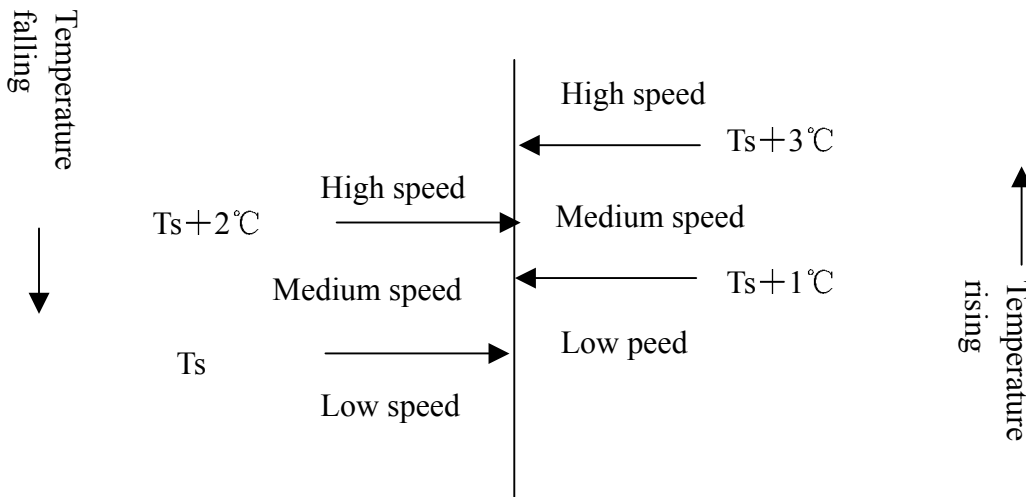 Temperature
falling
High speed
Ts＋3℃
High speed
Ts＋2℃
Medium speed
Medium speed
Ts＋1℃
Ts
Low peed
Low speed
Temperature
rising